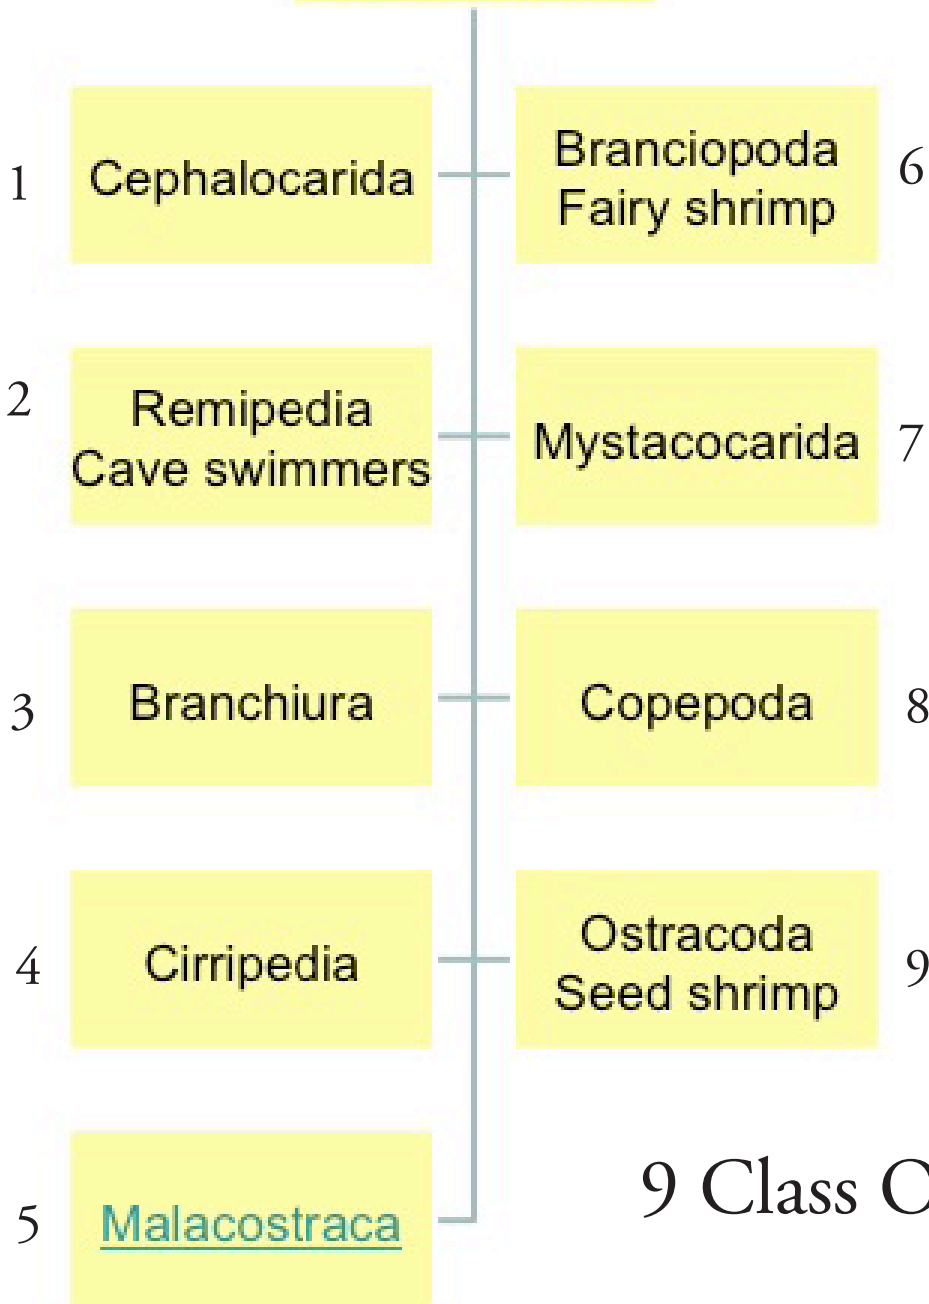 1
Cephalocarida
Branciopoda
Fairy shrimp
6
2
Remipedia
Cave swimmers
Mystacocarida
7
3
Branchiura
Copepoda
8
4
Cirripedia
Ostracoda
Seed shrimp
9
5
Malacostraca
9 Class